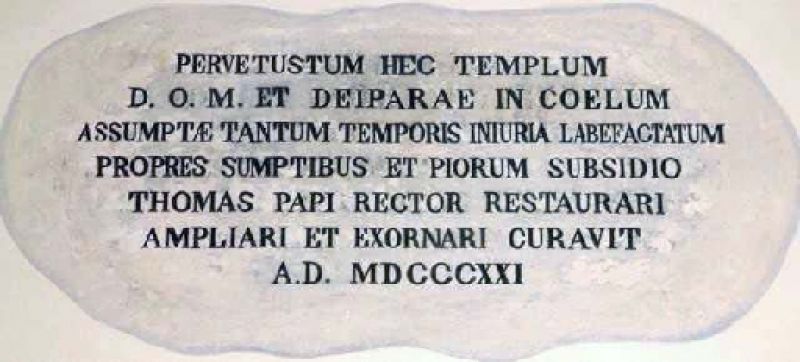 PERVETUSTUM HEC TEMPLUM
D. O. M. ET DEIPARAE IN COELUM
ASSUMPTÆ TANTUM TEMPORIS INIURIA LABEFACTATUM
PROPRES SUMPTIBUS ET PIORUM SUBSIDIO
THOMAS PAPI RECTOR RESTAURARI
AMPLIARI ET EXORNARI CURAVIT
A.D. MDCCCXXI